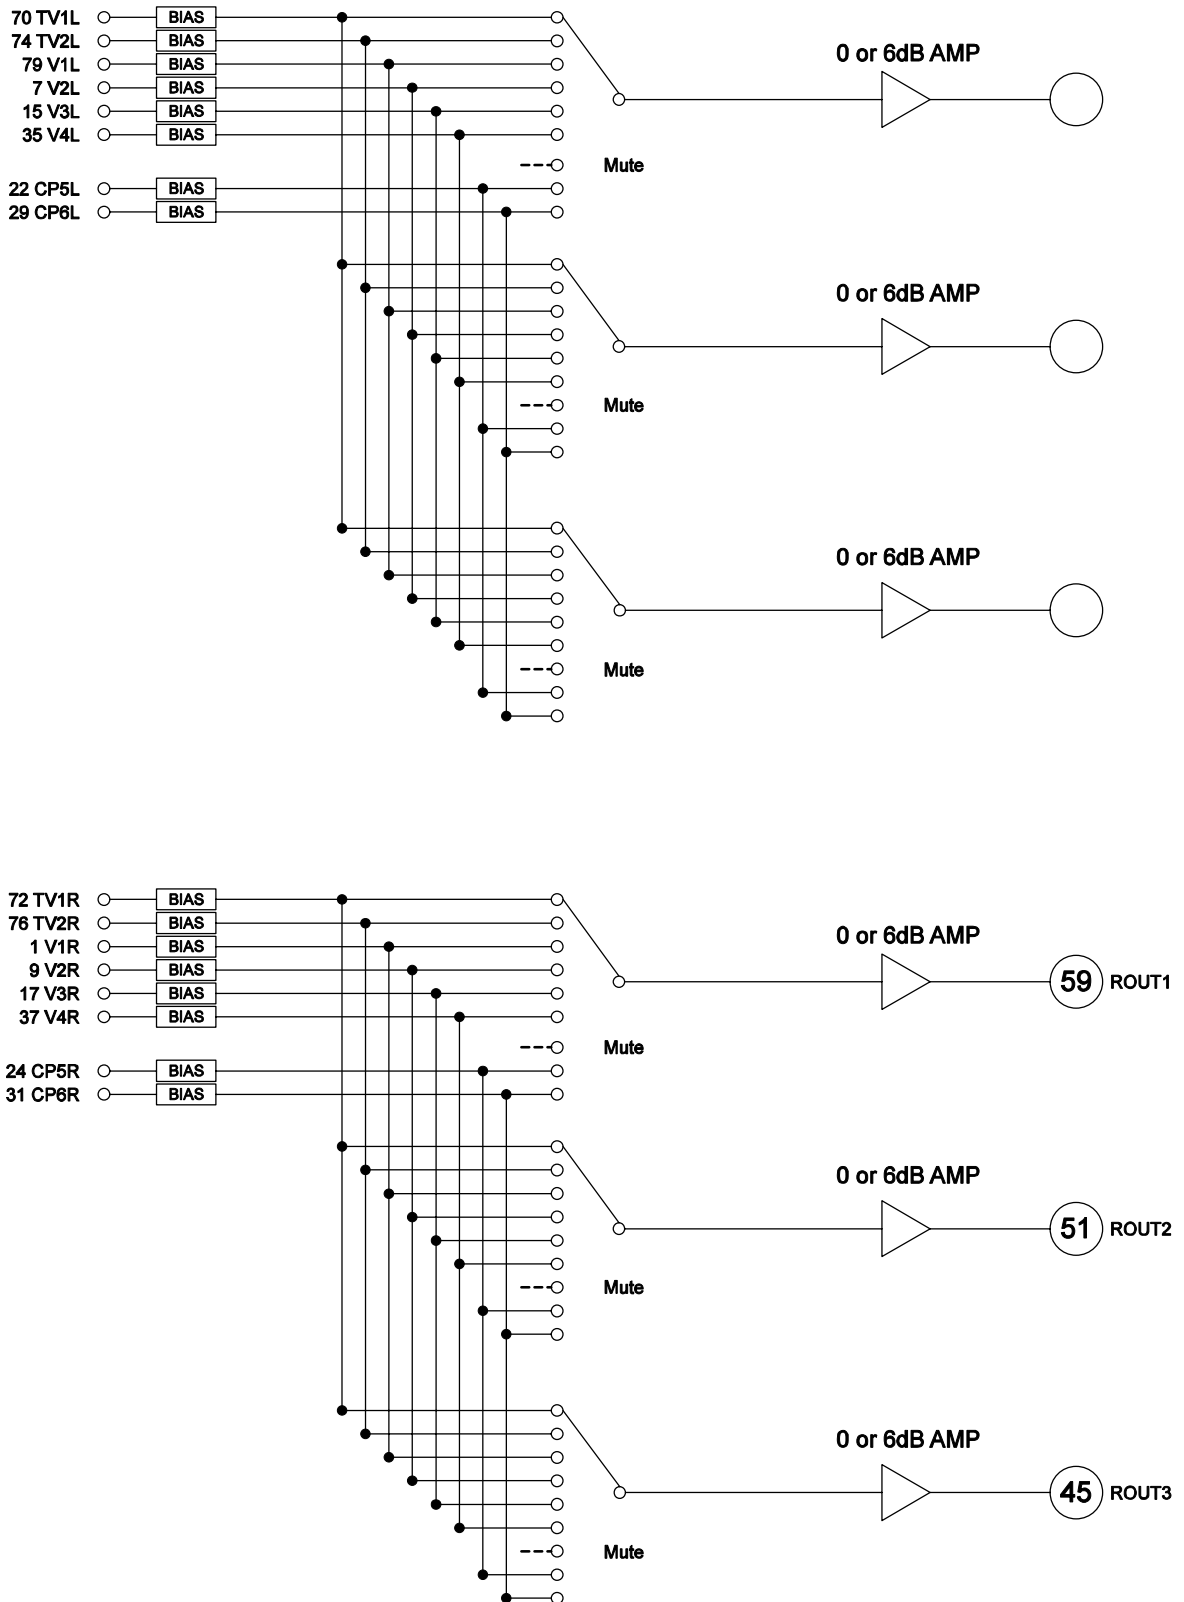 70 TV1L BIAS
74 TV2L BIAS
0 or 6dB AMP
79 V1L BIAS
7 V2L BIAS
15 V3L BIAS
35 V4L BIAS
Mute
22 CP5L BIAS
29 CP6L BIAS
0 or 6dB AMP
Mute
0 or 6dB AMP
Mute
72 TV1R BIAS
76 TV2R BIAS
0 or 6dB AMP
1 V1R BIAS
9 V2R BIAS
59 ROUT1
17 V3R BIAS
37 V4R BIAS
Mute
24 CP5R BIAS
31 CP6R BIAS
0 or 6dB AMP
51 ROUT2
Mute
0 or 6dB AMP
45 ROUT3
Mute